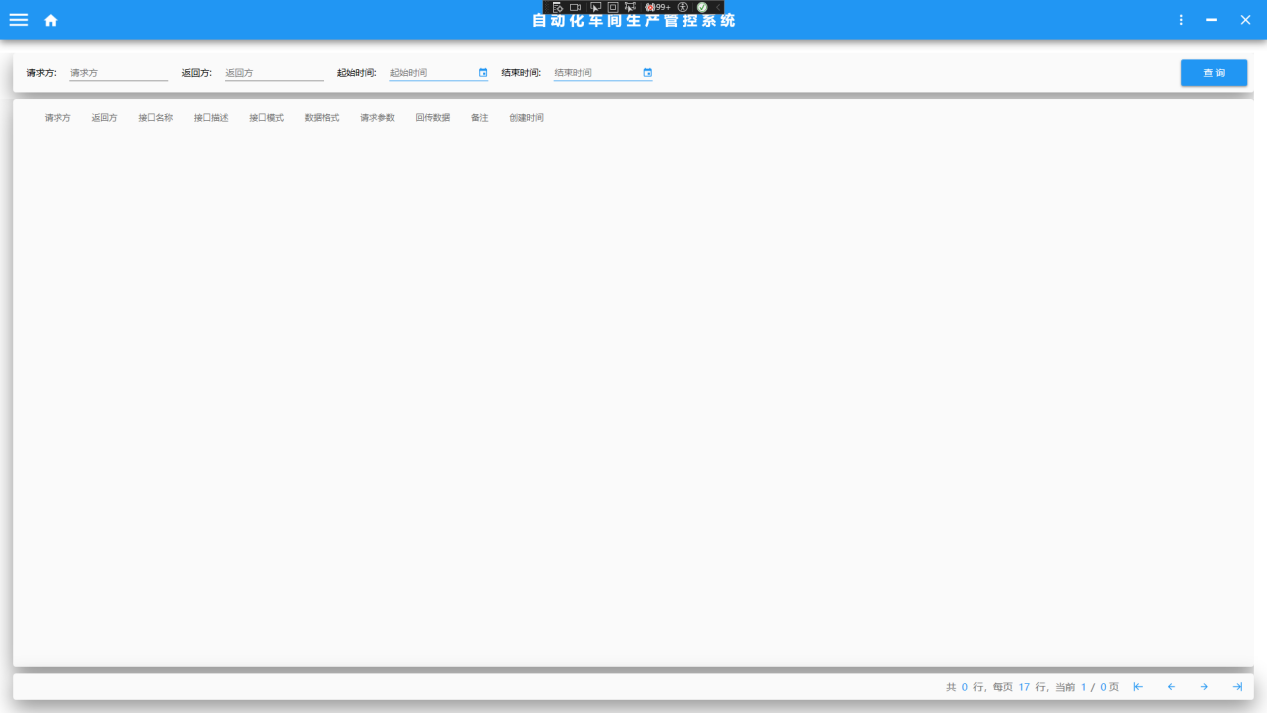 99+
自动化车间生产管控系统
请求方: 请求方 返回方: 返回方 起始时间: 起始时间 结束时间: 结束时间 查 询
请求方 返回方 接口名称 接口描述 接口模式 数据格式 请求参数 回传数据 备注 创建时间
共 0 行, 每页 17 行, 当前 1 / 0 页